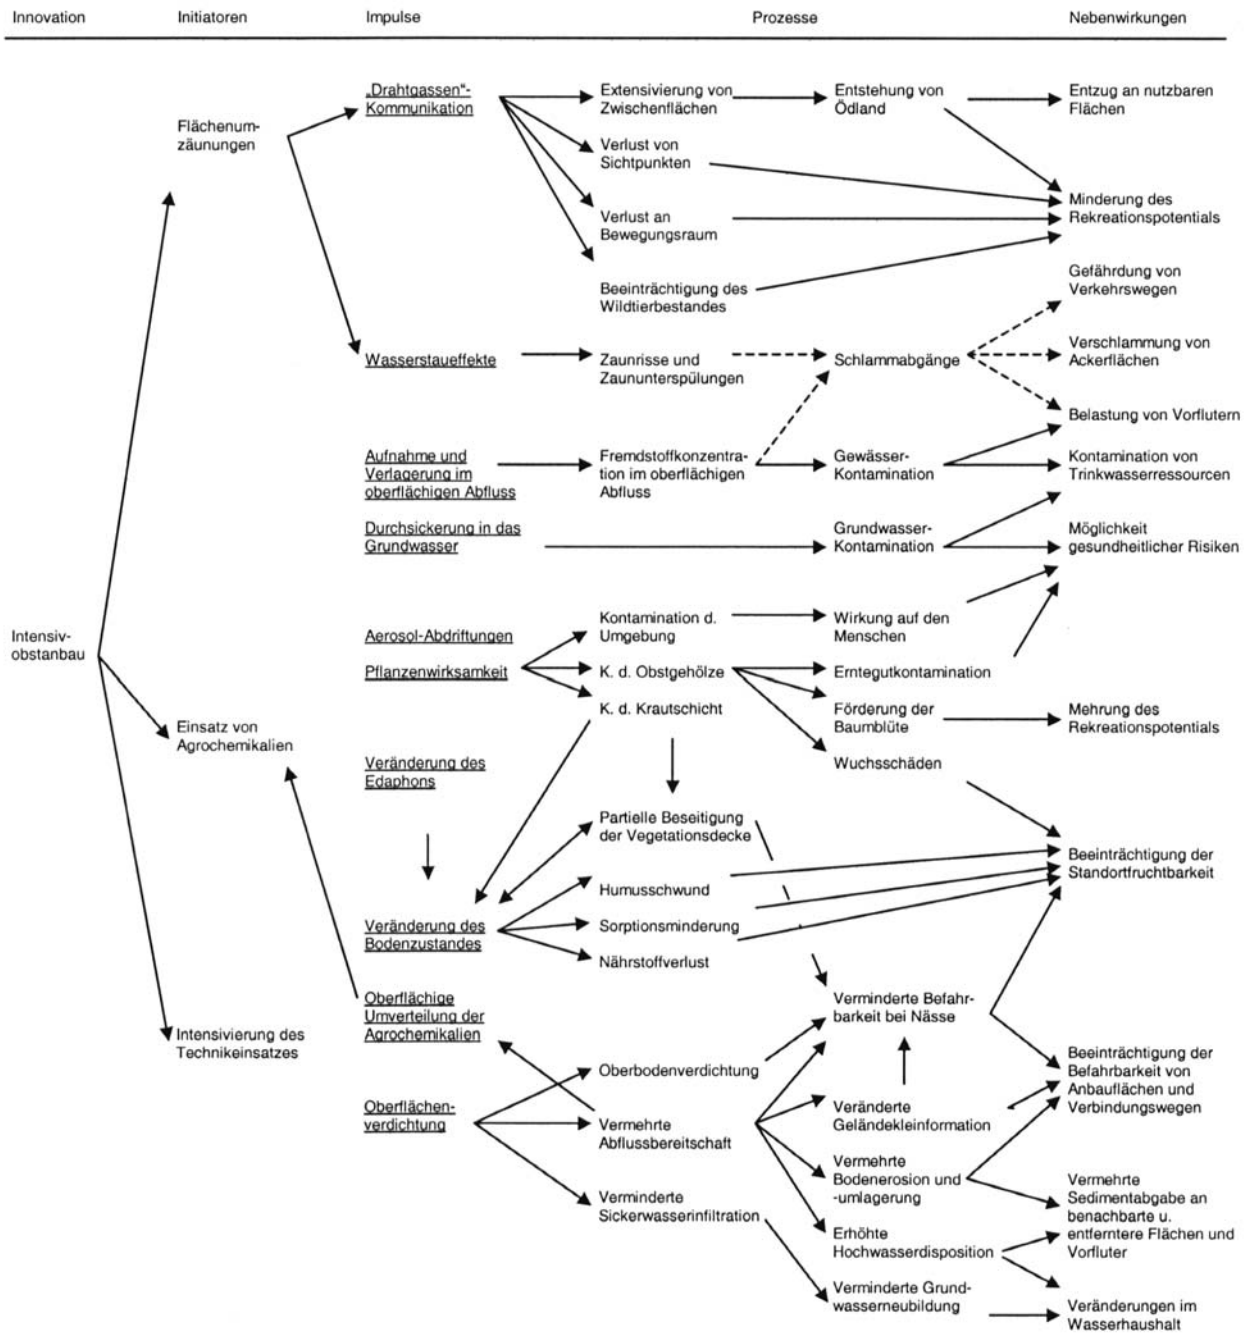 Innovation
Initiatoren
Impulse
Prozesse
Nebenwirkungen
Intensiv-
obstanbau
Flächenum-
zäunungen
Einsatz von
Agrochemikalien
Intensivierung des
Technikeinsatzes
„Drahtgassen“-
Kommunikation
Wasserstaueffekte
Aufnahme und
Verlagerung im
oberflächigen Abfluss
Durchsickerung in das
Grundwasser
Aerosol-Abdriftungen
Pflanzenwirksamkeit
Veränderung des
Edaphons
Veränderung des
Bodenzustandes
Oberflächige
Umverteilung der
Agrochemikalien
Oberflächen-
verdichtung
Extensivierung von
Zwischenflächen
Verlust von
Sichtpunkten
Verlust an
Bewegungsraum
Beeinträchtigung des
Wildtierbestandes
Zaunrisse und
Zaununterspülungen
Fremdstoffkonzentra-
tion im oberflächigen
Abfluss
Kontamination d.
Umgebung
K. d. Obstgehölze
K. d. Krautschicht
Partielle Beseitigung
der Vegetationsdecke
Humusschwund
Sorptionsminderung
Nährstoffverlust
Oberbodenverdichtung
Vermehrte
Abflussbereitschaft
Verminderte
Sickerwasserinfiltration
Entstehung von
Ödland
Schlammabgänge
Gewässer-
Kontamination
Grundwasser-
Kontamination
Wirkung auf den
Menschen
Erntegutkontamination
Förderung der
Baumblüte
Wuchsschäden
Verminderte Befahr-
barkeit bei Nässe
Veränderte
Geländekleinformation
Vermehrte
Bodenerosion und
-umlagerung
Erhöhte
Hochwasserdisposition
Verminderte Grund-
wasserneubildung
Entzug an nutzbaren
Flächen
Minderung des
Rekreationspotentials
Gefährdung von
Verkehrswegen
Verschlammung von
Ackerflächen
Belastung von Vorflutern
Kontamination von
Trinkwasserressourcen
Möglichkeit
gesundheitlicher Risiken
Mehrung des
Rekreationspotentials
Beeinträchtigung der
Standortfruchtbarkeit
Beeinträchtigung der
Befahrbarkeit von
Anbauflächen und
Verbindungswegen
Vermehrte
Sedimentabgabe an
benachbarte u.
entferntere Flächen und
Vorfluter
Veränderungen im
Wasserhaushalt